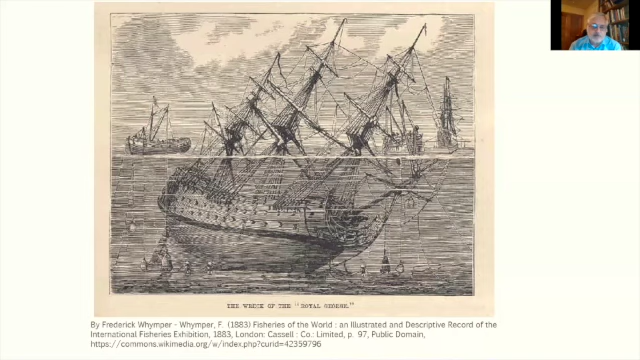 THE WRECK OF THE "ROYAL GEORGE."
By Frederick Whymper - Whymper, F. (1883) Fisheries of the World : an Illustrated and Descriptive Record of the
International Fisheries Exhibition, 1883, London: Cassell : Co.: Limited, p. 97, Public Domain,
https://commons.wikimedia.org/w/index.php?curid=42359796